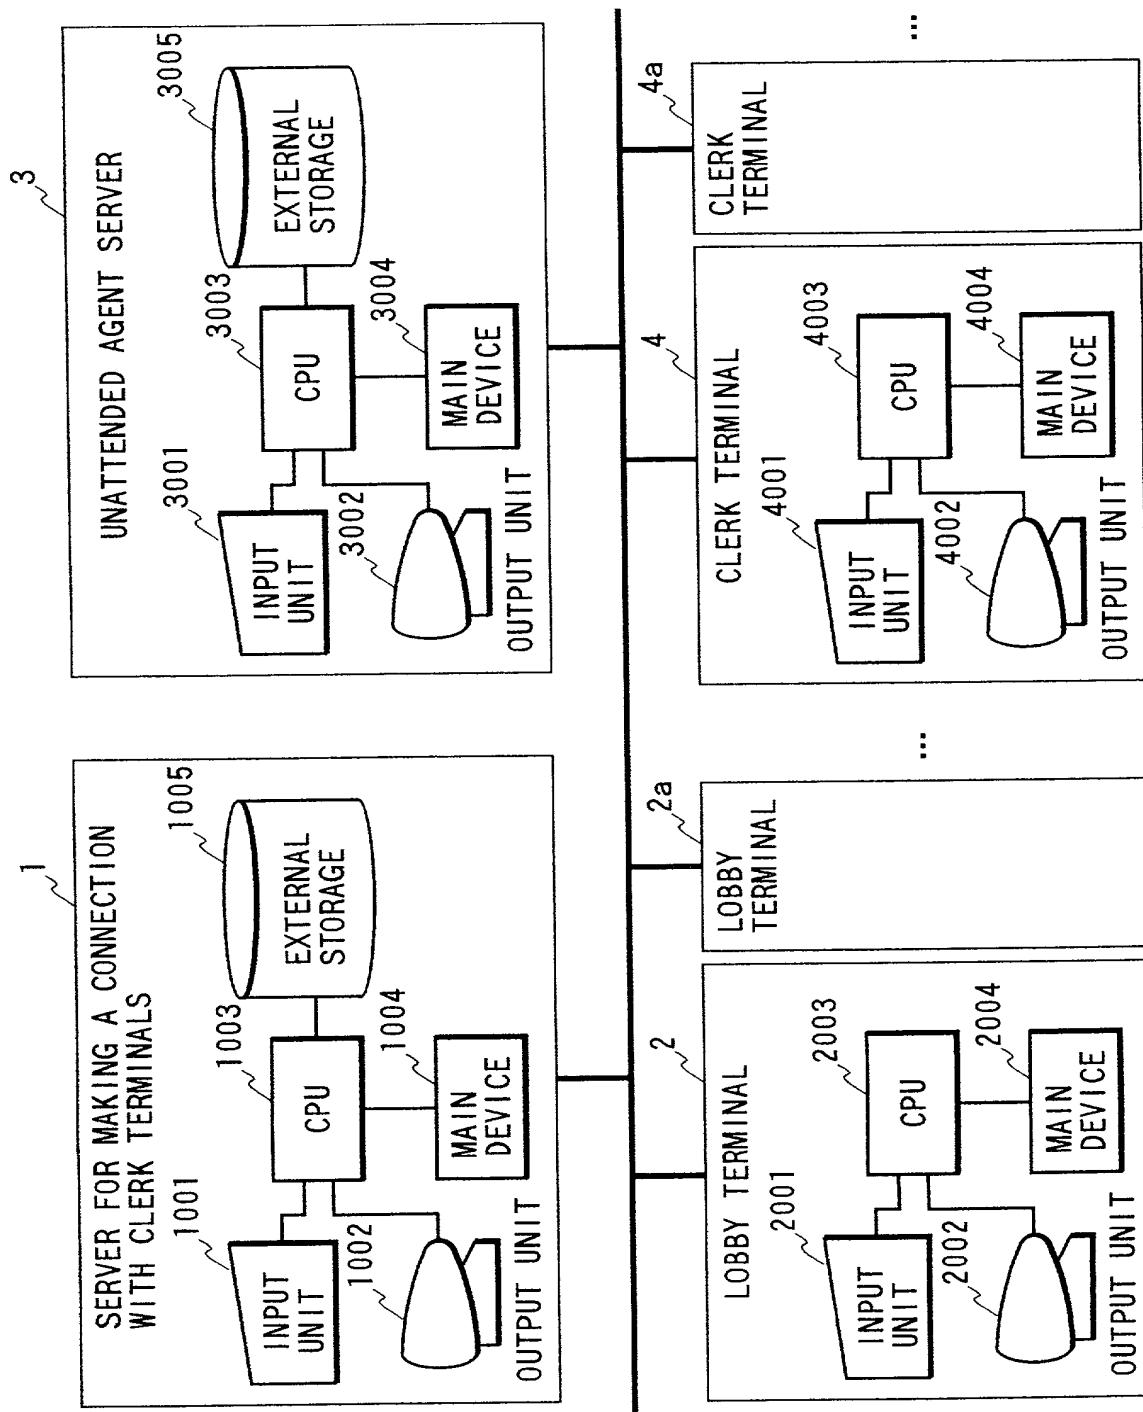 1
SERVER FOR MAKING A CONNECTION
WITH CLERK TERMINALS
1001
INPUT
UNIT
1002
OUTPUT UNIT
1003
CPU
1004
MAIN
DEVICE
1005
EXTERNAL
STORAGE
3
UNATTENDED AGENT SERVER
3001
INPUT
UNIT
3002
OUTPUT UNIT
3003
CPU
3004
MAIN
DEVICE
3005
EXTERNAL
STORAGE
2
LOBBY TERMINAL
2001
INPUT
UNIT
2002
OUTPUT UNIT
2003
CPU
2004
MAIN
DEVICE
2a
LOBBY
TERMINAL
...
4
CLERK TERMINAL
4001
INPUT
UNIT
4002
OUTPUT UNIT
4003
CPU
4004
MAIN
DEVICE
4a
CLERK
TERMINAL
...